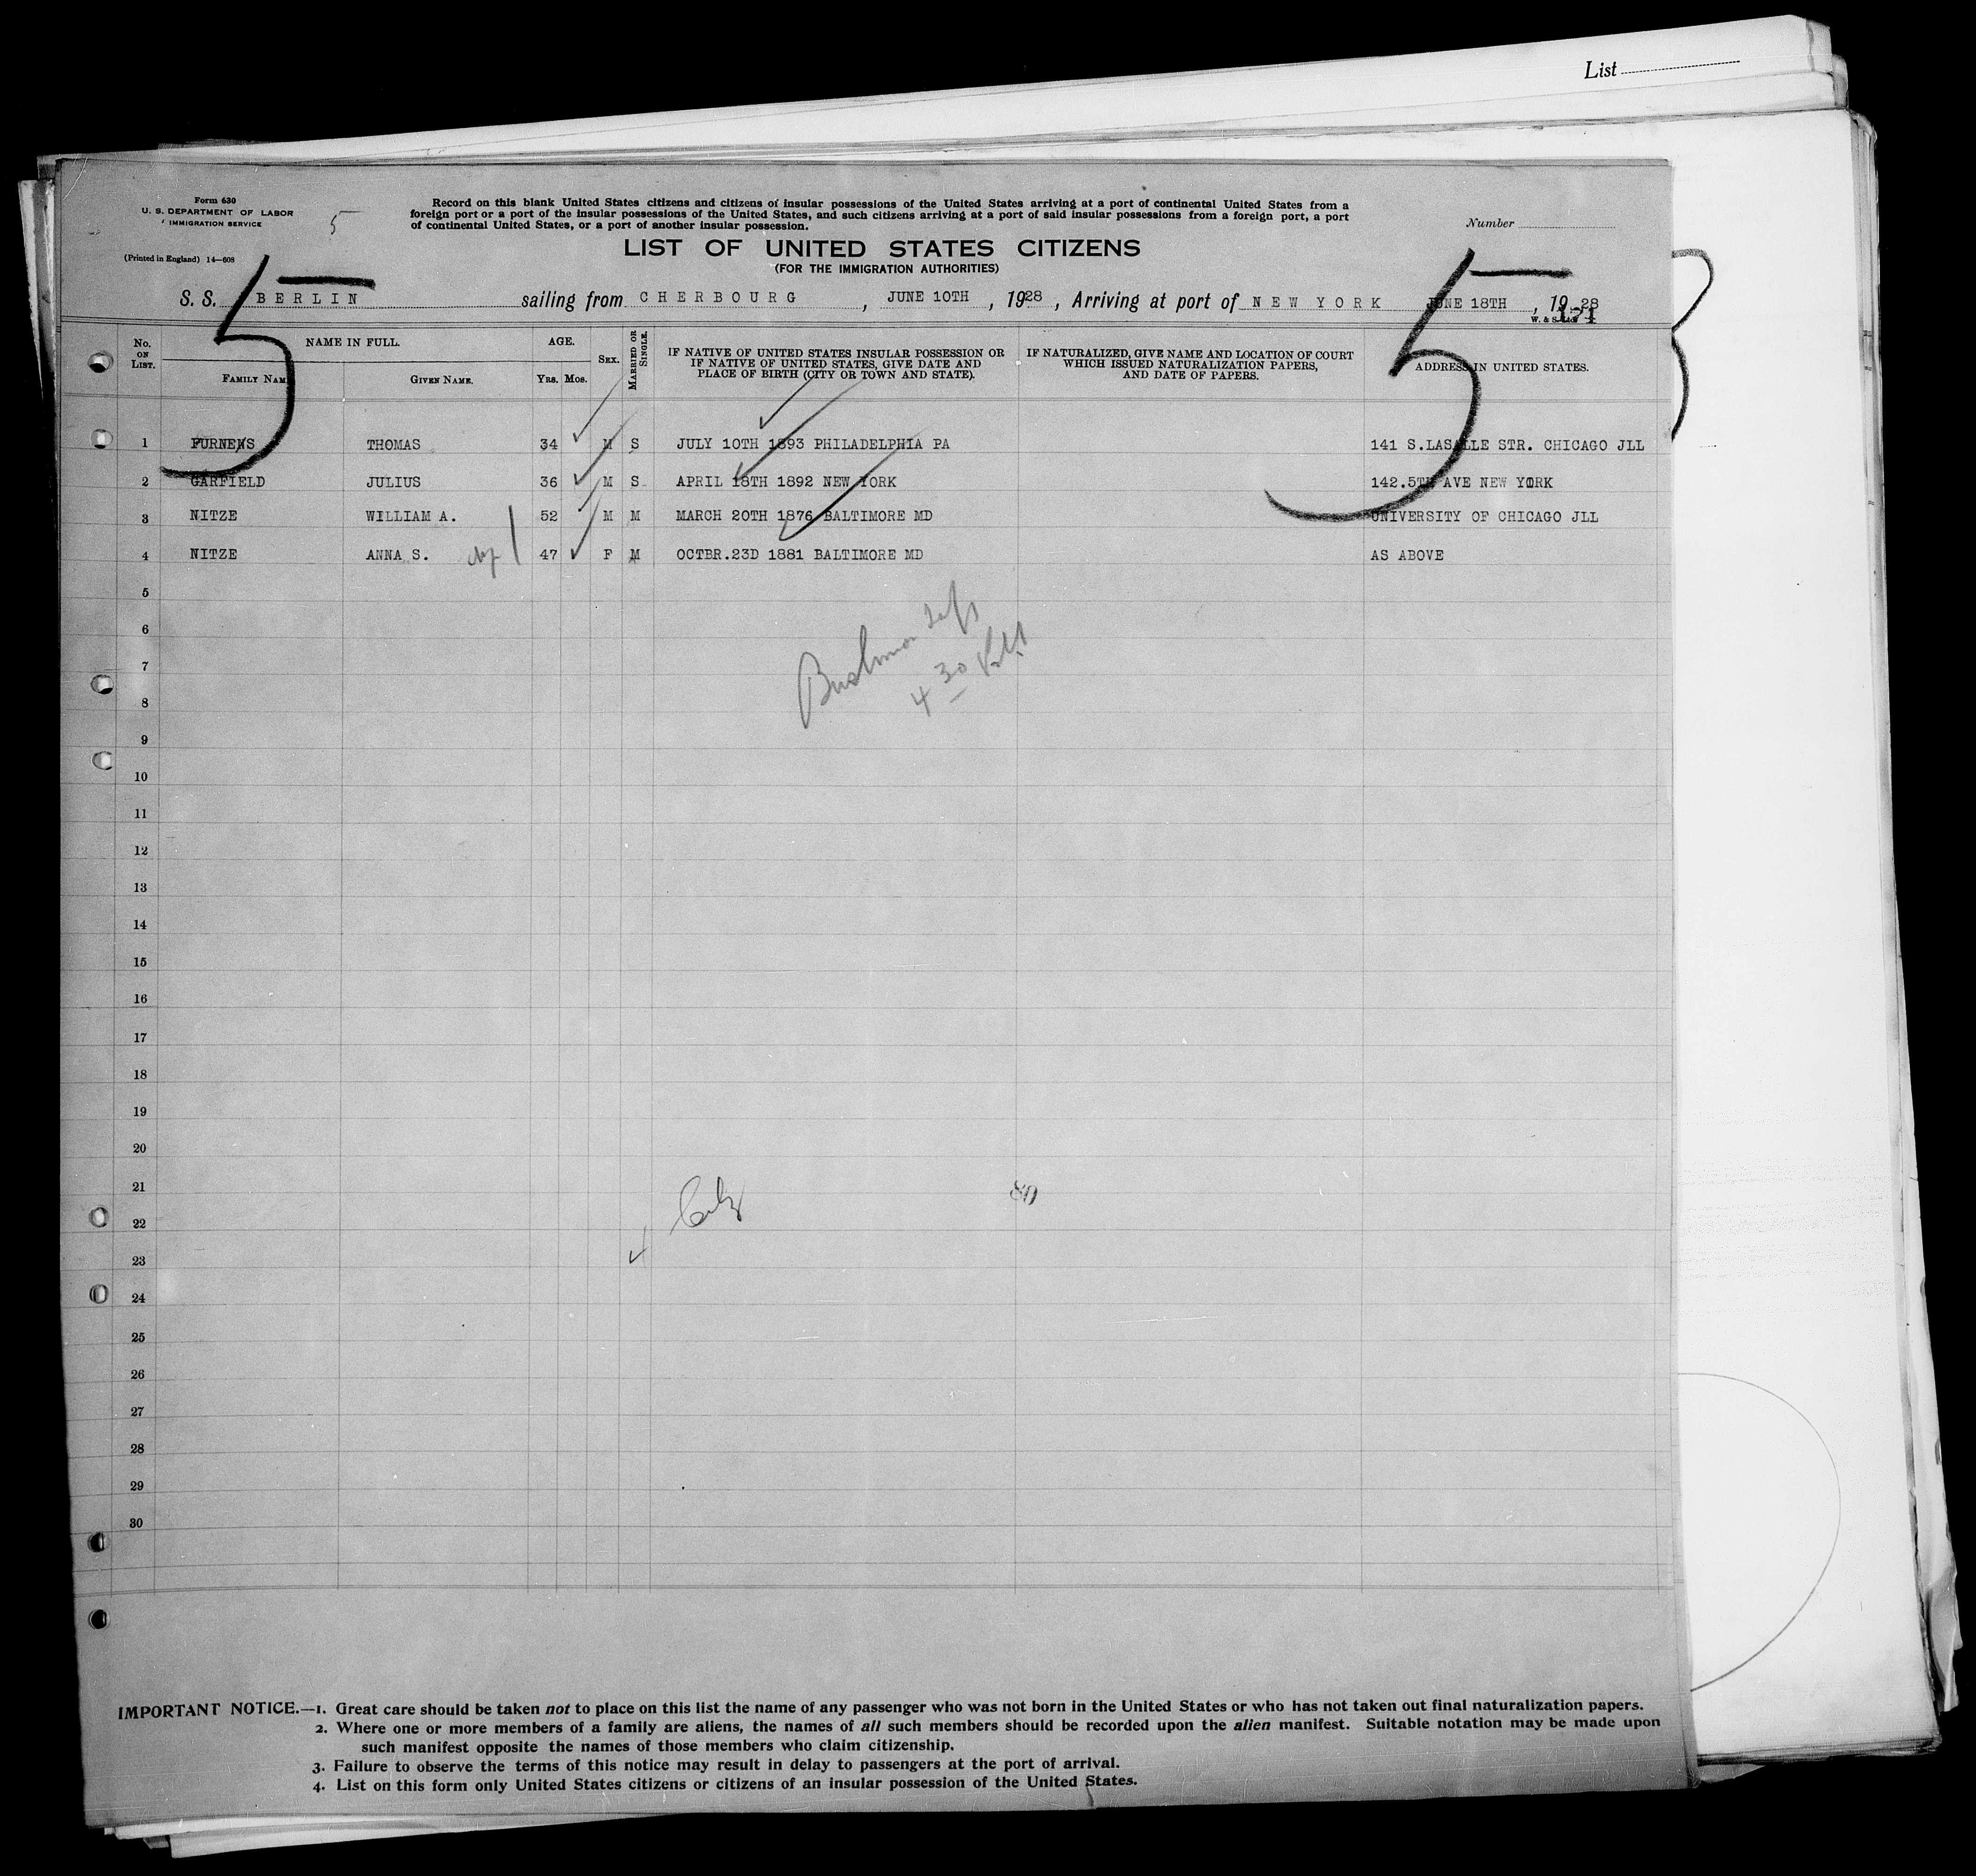 List
Form 630
U. S. DEPARTMENT OF LABOR
IMMIGRATION SERVICE
(Printed in England) 14—608
5
Record on this blank United States citizens and citizens of insular possessions of the United States arriving at a port of continental United States from a
foreign port or a port of the insular possessions of the United States, and such citizens arriving at a port of said insular possessions from a foreign port, a port
of continental United States, or a port of another insular possession.
Number
LIST OF UNITED STATES CITIZENS
(FOR THE IMMIGRATION AUTHORITIES)
5 5 3
S. S. BERLIN sailing from CHERBOURG, JUNE 10TH, 1928, Arriving at port of NEW YORK JUNE 18TH, 1928
171
No. ON LIST. NAME IN FULL. AGE. SEX. MARRIED OR SINGLE. IF NATIVE OF UNITED STATES INSULAR POSSESSION OR IF NATIVE OF UNITED STATES, GIVE DATE AND PLACE OF BIRTH (CITY OR TOWN AND STATE). IF NATURALIZED, GIVE NAME AND LOCATION OF COURT WHICH ISSUED NATURALIZATION PAPERS, AND DATE OF PAPERS. ADDRESS IN UNITED STATES.
FAMILY NAME. GIVEN NAME. YRS. MOS.
1 FURNESS THOMAS 34 M S JULY 10TH 1893 PHILADELPHIA PA 141 S.LASALLE STR. CHICAGO JLL
2 GARFIELD JULIUS 36 M S APRIL 18TH 1892 NEW YORK 142.5TH AVE NEW YORK
3 NITZE WILLIAM A. 52 M M MARCH 20TH 1876 BALTIMORE MD UNIVERSITY OF CHICAGO JLL
4 NITZE ANNA S. 47 F M OCTBR.23D 1881 BALTIMORE MD AS ABOVE
5
6
7
4 30
8
9
10
11
12
13
14
15
16
17
18
19
20
21
80
22
23
24
25
26
27
28
29
30
IMPORTANT NOTICE.—1. Great care should be taken not to place on this list the name of any passenger who was not born in the United States or who has not taken out final naturalization papers.
2. Where one or more members of a family are aliens, the names of all such members should be recorded upon the alien manifest. Suitable notation may be made upon
such manifest opposite the names of those members who claim citizenship.
3. Failure to observe the terms of this notice may result in delay to passengers at the port of arrival.
4. List on this form only United States citizens or citizens of an insular possession of the United States.